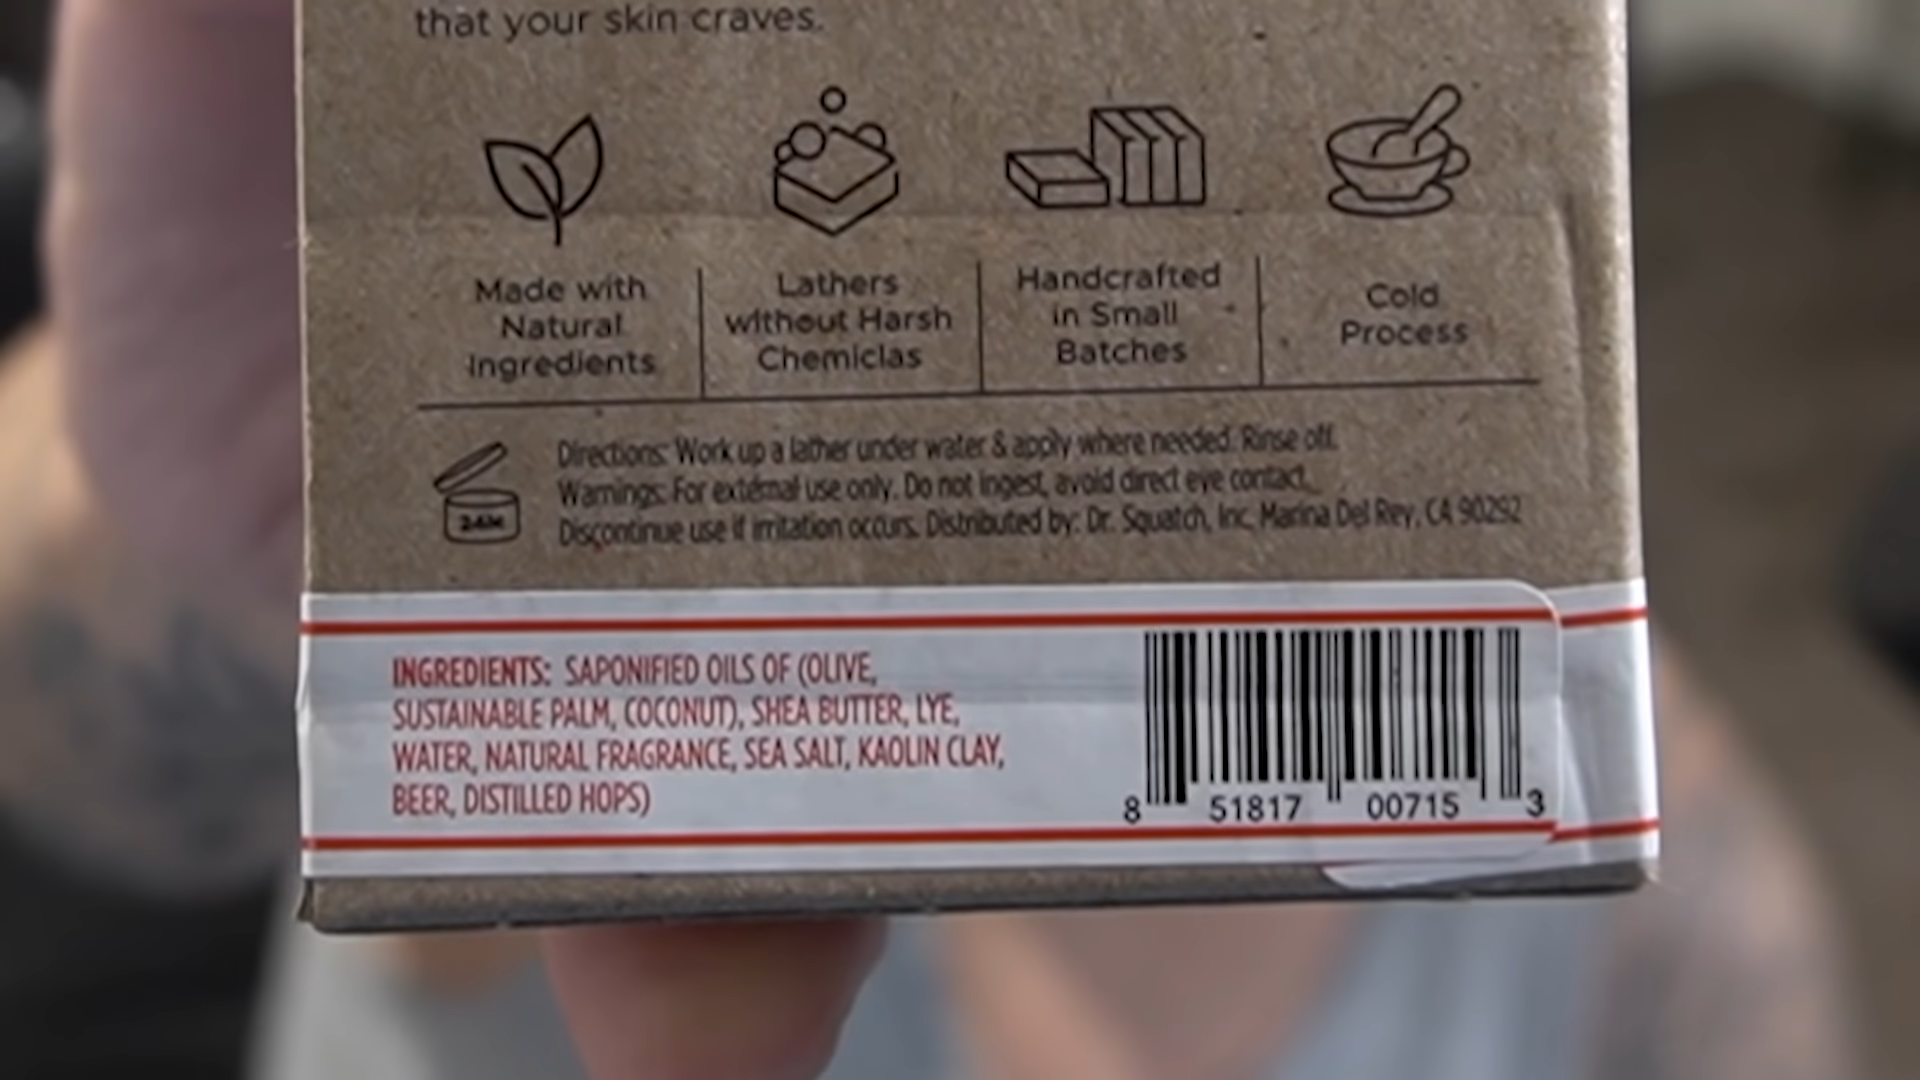 that your skin craves.
Made with
Natural
Ingredients
Lathers
without Harsh
Chemiclas
Handcrafted
in Small
Batches
Cold
Process
24M
Directions: Work up a lather under water & apply where needed. Rinse off.
Warnings: For external use only. Do not ingest, avoid direct eye contact.
Discontinue use if irritation occurs. Distributed by: Dr. Squatch, Inc. Marina Del Rey, CA 90292
INGREDIENTS: SAPONIFIED OILS OF (OLIVE,
SUSTAINABLE PALM, COCONUT), SHEA BUTTER, LYE,
WATER, NATURAL FRAGRANCE, SEA SALT, KAOLIN CLAY,
BEER, DISTILLED HOPS)
8 51817 00715 3